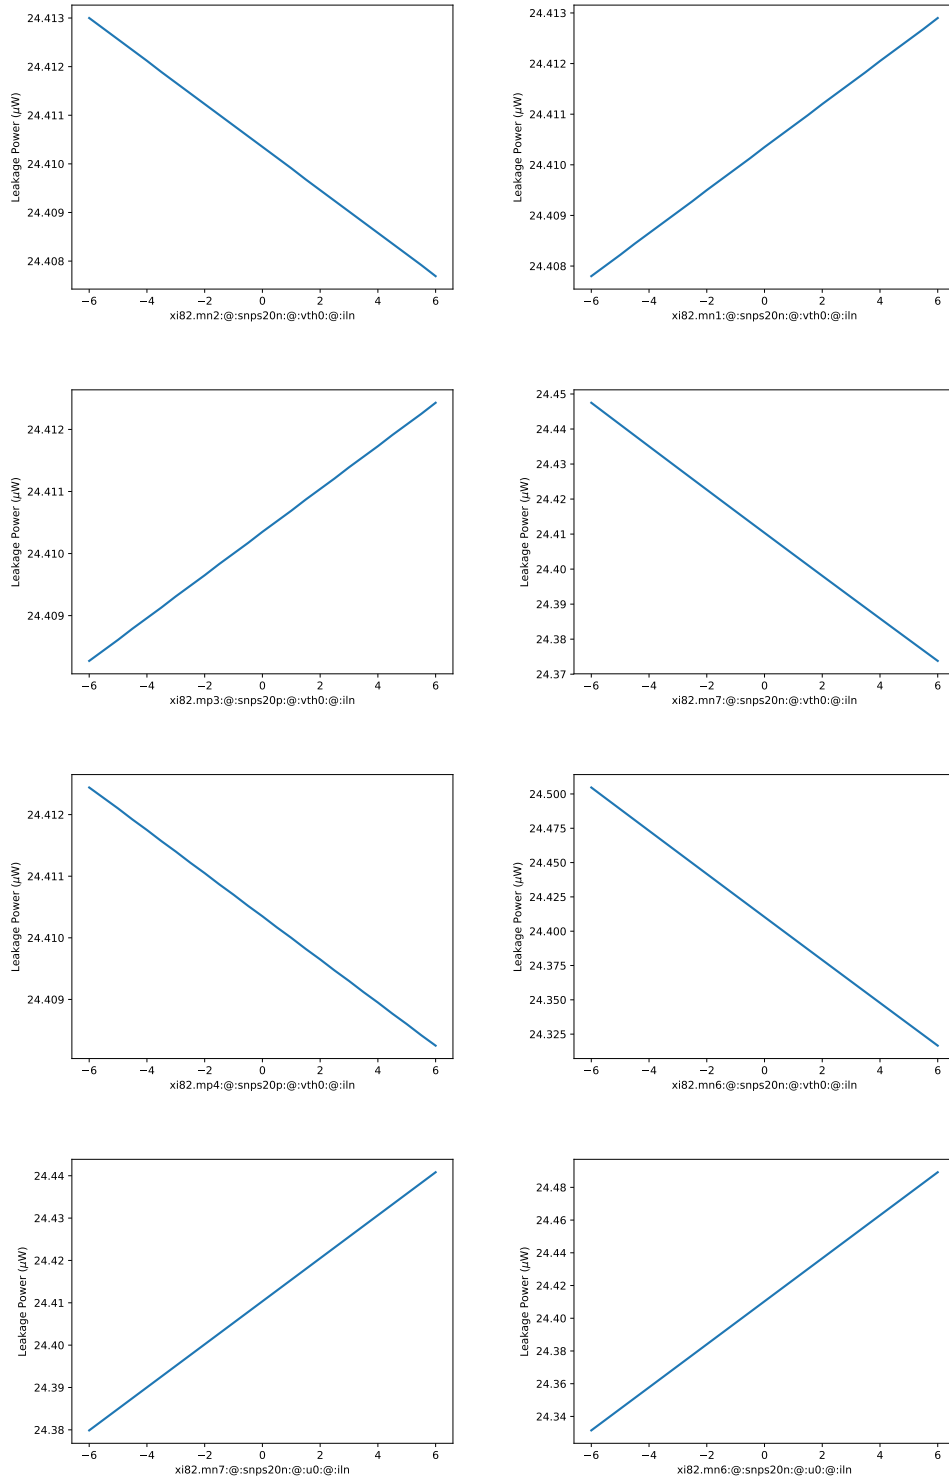 24.413
24.412
24.411
24.410
24.409
24.408
Leakage Power (μW)
−6 −4 −2 0 2 4 6
xi82.mn2:@:snps20n:@:vth0:@:iln
24.413
24.412
24.411
24.410
24.409
24.408
Leakage Power (μW)
−6 −4 −2 0 2 4 6
xi82.mn1:@:snps20n:@:vth0:@:iln
24.412
24.411
24.410
24.409
Leakage Power (μW)
−6 −4 −2 0 2 4 6
xi82.mp3:@:snps20p:@:vth0:@:iln
24.45
24.44
24.43
24.42
24.41
24.40
24.39
24.38
24.37
Leakage Power (μW)
−6 −4 −2 0 2 4 6
xi82.mn7:@:snps20n:@:vth0:@:iln
24.412
24.411
24.410
24.409
Leakage Power (μW)
−6 −4 −2 0 2 4 6
xi82.mp4:@:snps20p:@:vth0:@:iln
24.500
24.475
24.450
24.425
24.400
24.375
24.350
24.325
Leakage Power (μW)
−6 −4 −2 0 2 4 6
xi82.mn6:@:snps20n:@:vth0:@:iln
24.44
24.43
24.42
24.41
24.40
24.39
24.38
Leakage Power (μW)
−6 −4 −2 0 2 4 6
xi82.mn7:@:snps20n:@:u0:@:iln
24.48
24.46
24.44
24.42
24.40
24.38
24.36
24.34
Leakage Power (μW)
−6 −4 −2 0 2 4 6
xi82.mn6:@:snps20n:@:u0:@:iln